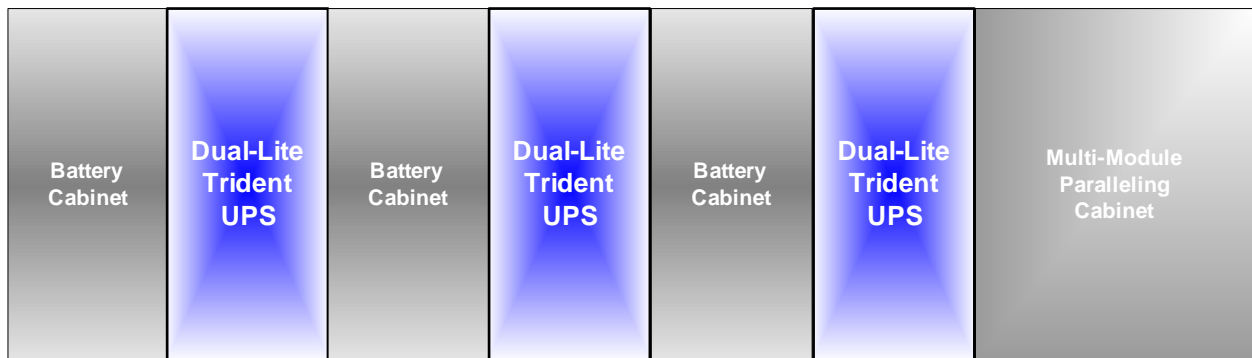 Battery
Cabinet
Dual-Lite
Trident
UPS
Battery
Cabinet
Dual-Lite
Trident
UPS
Battery
Cabinet
Dual-Lite
Trident
UPS
Multi-Module
Paralleling
Cabinet